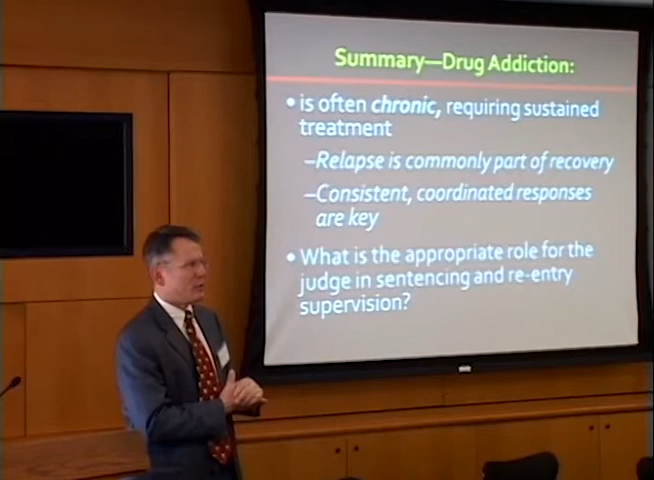 Summary—Drug Addiction:
• is often chronic, requiring sustained
treatment
–Relapse is commonly part of recovery
–Consistent, coordinated responses
are key
• What is the appropriate role for the
judge in sentencing and re-entry
supervision?